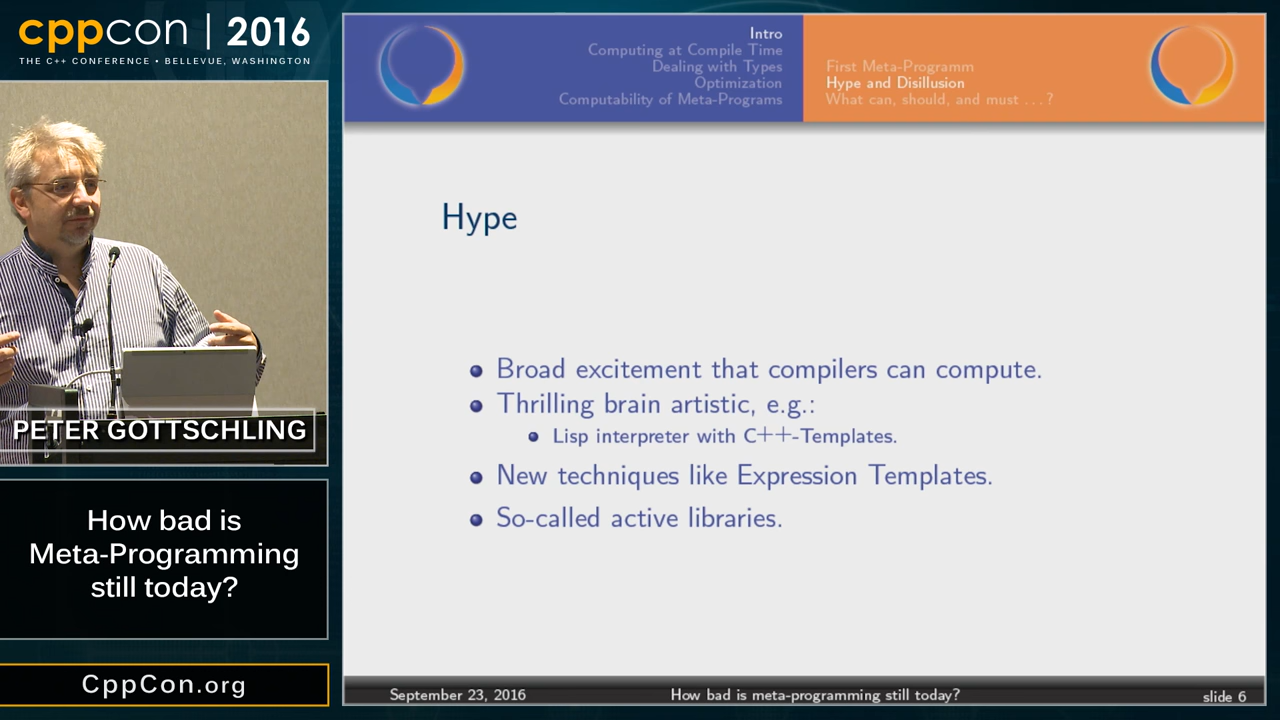 cppcon | 2016
THE C++ CONFERENCE • BELLEVUE, WASHINGTON
PETER GOTTSCHLING
How bad is
Meta-Programming
still today?
CppCon.org
Intro
Computing at Compile Time
Dealing with Types
Optimization
Computability of Meta-Programs
First Meta-Programm
Hype and Disillusion
What can, should, and must ...?
Hype
Broad excitement that compilers can compute.
Thrilling brain artistic, e.g.:
Lisp interpreter with C++-Templates.
New techniques like Expression Templates.
So-called active libraries.
September 23, 2016
How bad is meta-programming still today?
slide 6